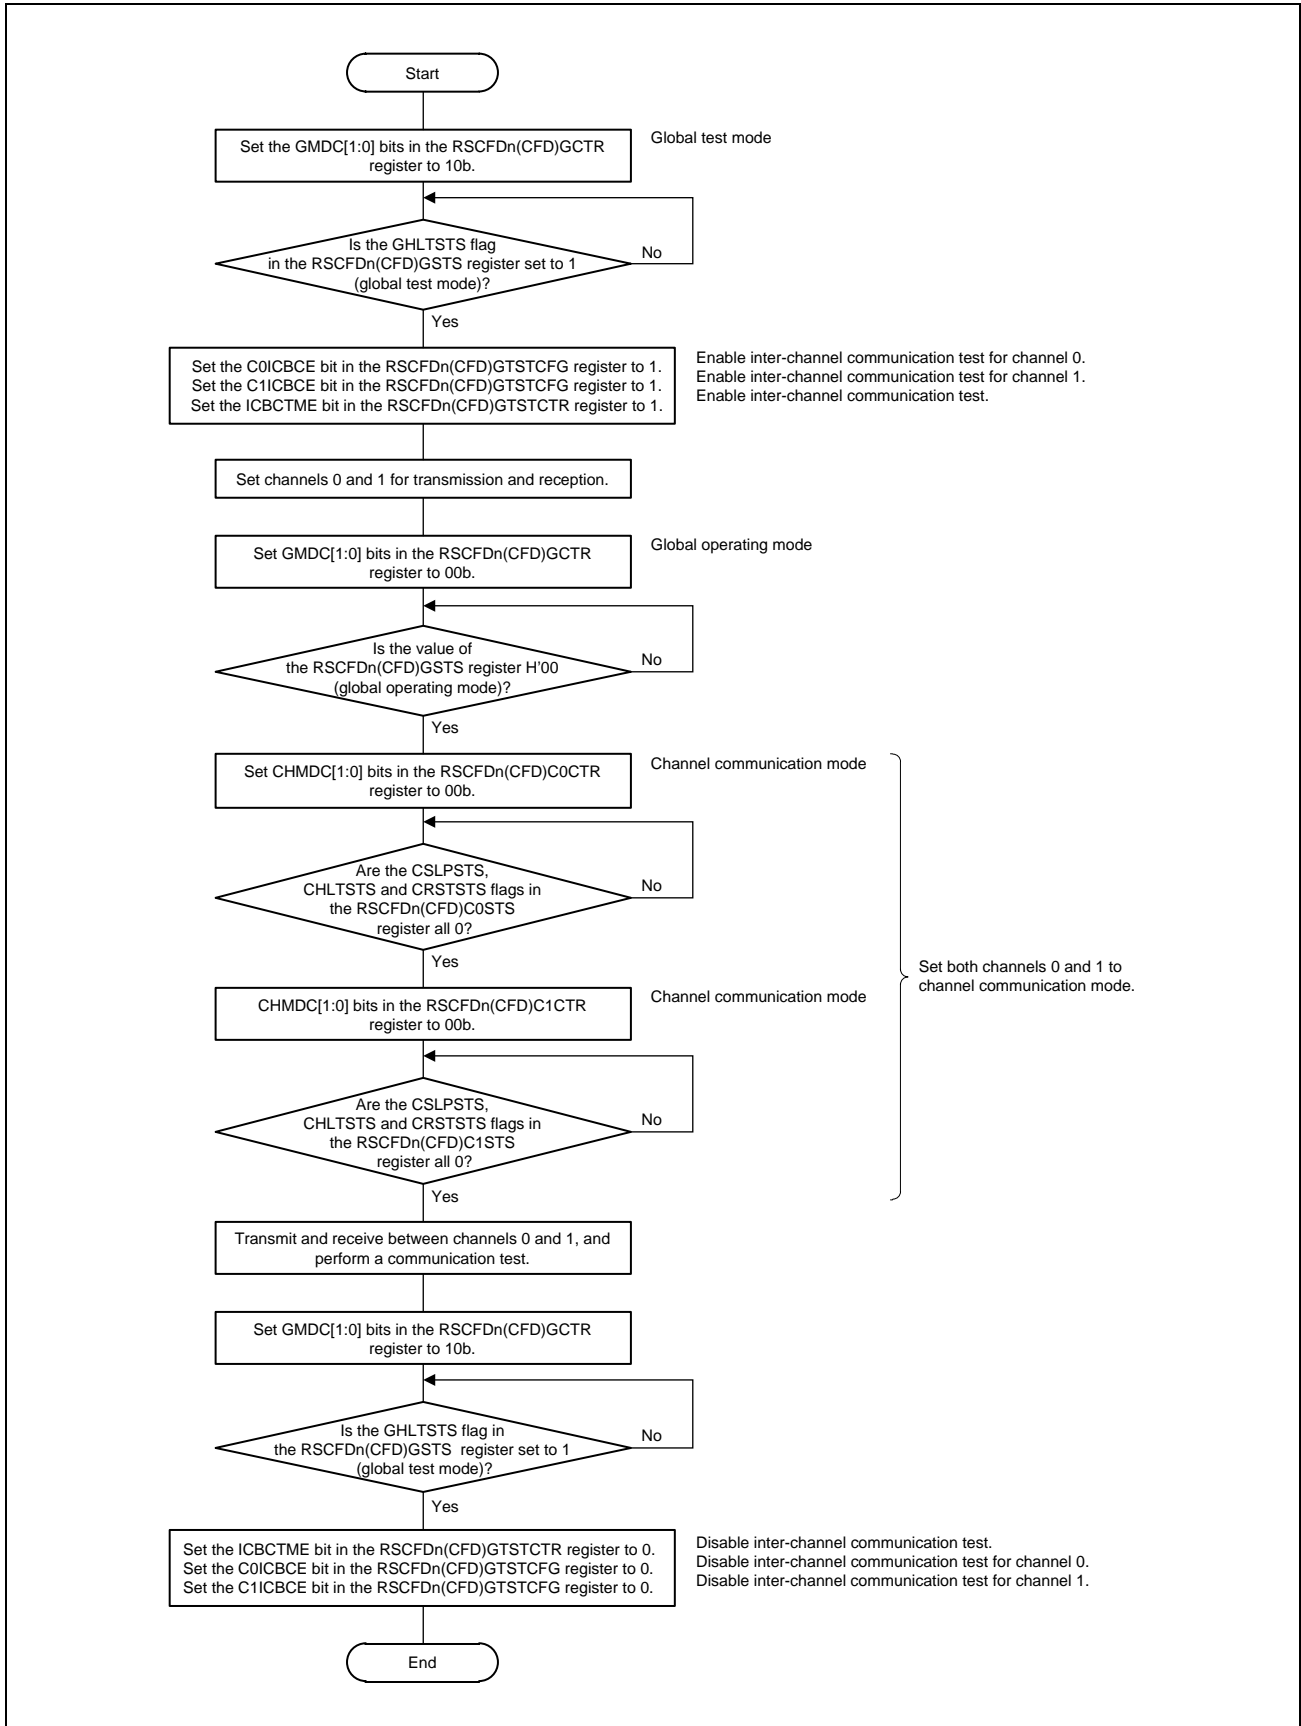 Start
Set the GMDC[1:0] bits in the RSCFDn(CFD)GCTR
register to 10b.
Global test mode
Is the GHLTSTS flag
in the RSCFDn(CFD)GSTS register set to 1
(global test mode)?
No
Yes
Set the C0ICBCE bit in the RSCFDn(CFD)GTSTCFG register to 1.
Set the C1ICBCE bit in the RSCFDn(CFD)GTSTCFG register to 1.
Set the ICBCTME bit in the RSCFDn(CFD)GTSTCTR register to 1.
Enable inter-channel communication test for channel 0.
Enable inter-channel communication test for channel 1.
Enable inter-channel communication test.
Set channels 0 and 1 for transmission and reception.
Set GMDC[1:0] bits in the RSCFDn(CFD)GCTR
register to 00b.
Global operating mode
Is the value of
the RSCFDn(CFD)GSTS register H'00
(global operating mode)?
No
Yes
Set CHMDC[1:0] bits in the RSCFDn(CFD)C0CTR
register to 00b.
Channel communication mode
Are the CSLPSTS,
CHLTSTS and CRSTSTS flags in
the RSCFDn(CFD)C0STS
register all 0?
No
Yes
CHMDC[1:0] bits in the RSCFDn(CFD)C1CTR
register to 00b.
Channel communication mode
Set both channels 0 and 1 to
channel communication mode.
Are the CSLPSTS,
CHLTSTS and CRSTSTS flags in
the RSCFDn(CFD)C1STS
register all 0?
No
Yes
Transmit and receive between channels 0 and 1, and
perform a communication test.
Set GMDC[1:0] bits in the RSCFDn(CFD)GCTR
register to 10b.
Is the GHLTSTS flag in
the RSCFDn(CFD)GSTS register set to 1
(global test mode)?
No
Yes
Set the ICBCTME bit in the RSCFDn(CFD)GTSTCTR register to 0.
Set the C0ICBCE bit in the RSCFDn(CFD)GTSTCFG register to 0.
Set the C1ICBCE bit in the RSCFDn(CFD)GTSTCFG register to 0.
Disable inter-channel communication test.
Disable inter-channel communication test for channel 0.
Disable inter-channel communication test for channel 1.
End